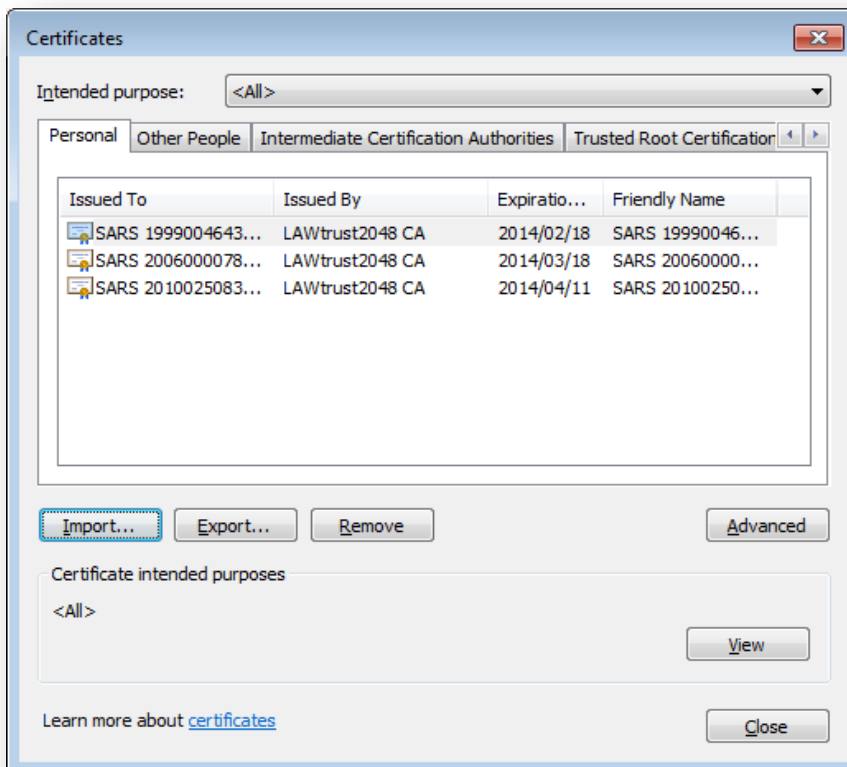 Certificates
Intended purpose: <All>
Personal Other People Intermediate Certification Authorities Trusted Root Certification
Issued To Issued By Expiratio... Friendly Name
SARS 1999004643... LAWtrust2048 CA 2014/02/18 SARS 19990046...
SARS 2006000078... LAWtrust2048 CA 2014/03/18 SARS 20060000...
SARS 2010025083... LAWtrust2048 CA 2014/04/11 SARS 20100250...
Import... Export... Remove Advanced
Certificate intended purposes
<All>
View
Learn more about certificates
Close